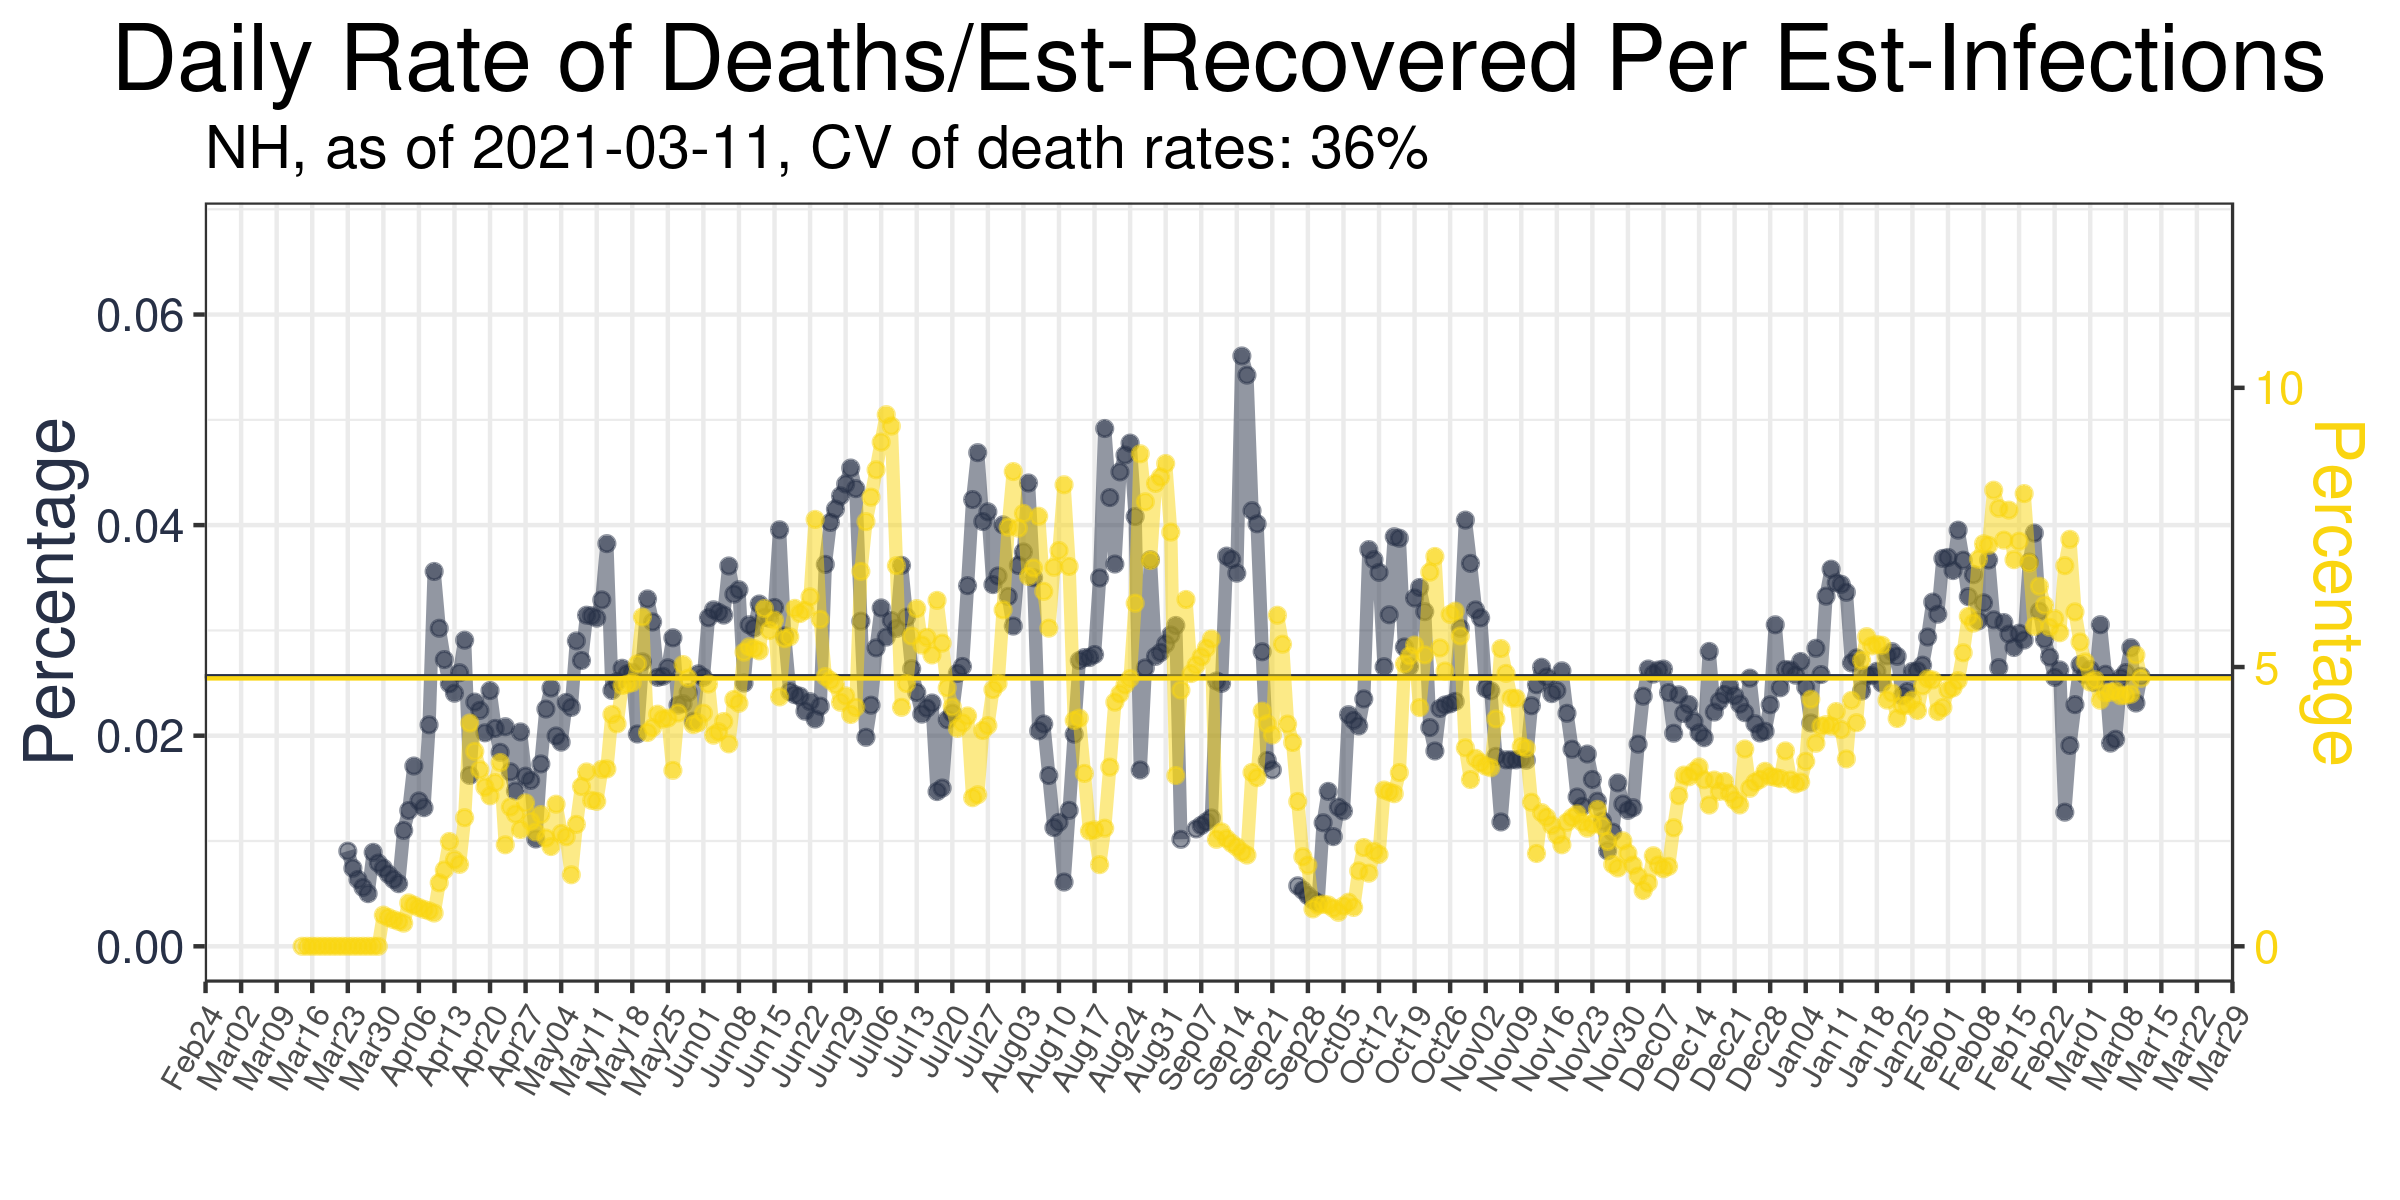 Daily Rate of Deaths/Est-Recovered Per Est-Infections
NH, as of 2021-03-11, CV of death rates: 36%
Percentage
0.06
0.04
0.02
0.00
10
5
0
Percentage
Feb24
Mar02
Mar09
Mar16
Mar23
Mar30
Apr06
Apr13
Apr20
Apr27
May04
May11
May18
May25
Jun01
Jun08
Jun15
Jun22
Jun29
Jul06
Jul13
Jul20
Jul27
Aug03
Aug10
Aug17
Aug24
Aug31
Sep07
Sep14
Sep21
Sep28
Oct05
Oct12
Oct19
Oct26
Nov02
Nov09
Nov16
Nov23
Nov30
Dec07
Dec14
Dec21
Dec28
Jan04
Jan11
Jan18
Jan25
Feb01
Feb08
Feb15
Feb22
Mar01
Mar08
Mar15
Mar22
Mar29